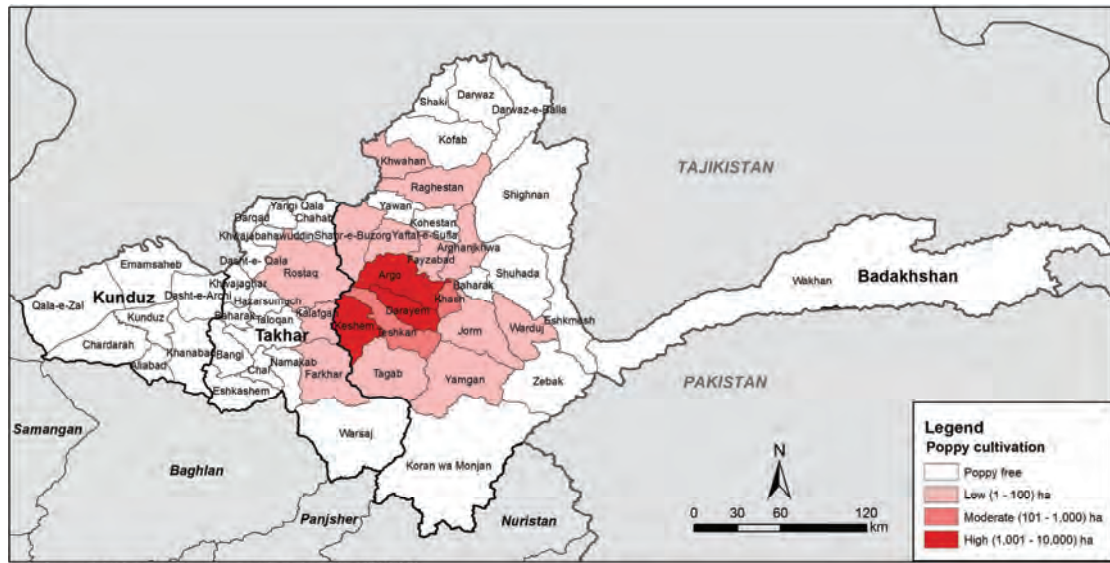 Shaki
Darwaz
Darwaz-e-Balla
Kofab
Khwahan
TAJIKISTAN
Raghestan
Shighnan
Yangi Qala
Darqad
Chahab
Yawan
Kohestan
Khwajabahawuddin
Shahr-e-Buzorg
Yaftal-e-Sufla
Arghanjkhwa
Dasht-e- Qala
Fayzabad
Emamsaheb
Rostaq
Argo
Shuhada
Khwajaghar
Baharak
Wakhan
Badakhshan
Qala-e-Zal
Kunduz
Dasht-e-Archi
Khash
Darayem
Kunduz
Baharak
Taloqan
Kalafgan
Keshem
Teshkan
Jorm
Warduj
Eshkmesh
Takhar
Chardarah
Khanabad
Bangi
Aliabad
Chal
Namakab
Farkhar
Tagab
Yamgan
Zebak
PAKISTAN
Eshkashem
Samangan
Warsaj
Baghlan
Koran wa Monjan
Panjsher
Nuristan
N
0 30 60 120
km
Legend
Poppy cultivation
Poppy free
Low (1 - 100) ha
Moderate (101 - 1,000) ha
High (1,001 - 10,000) ha